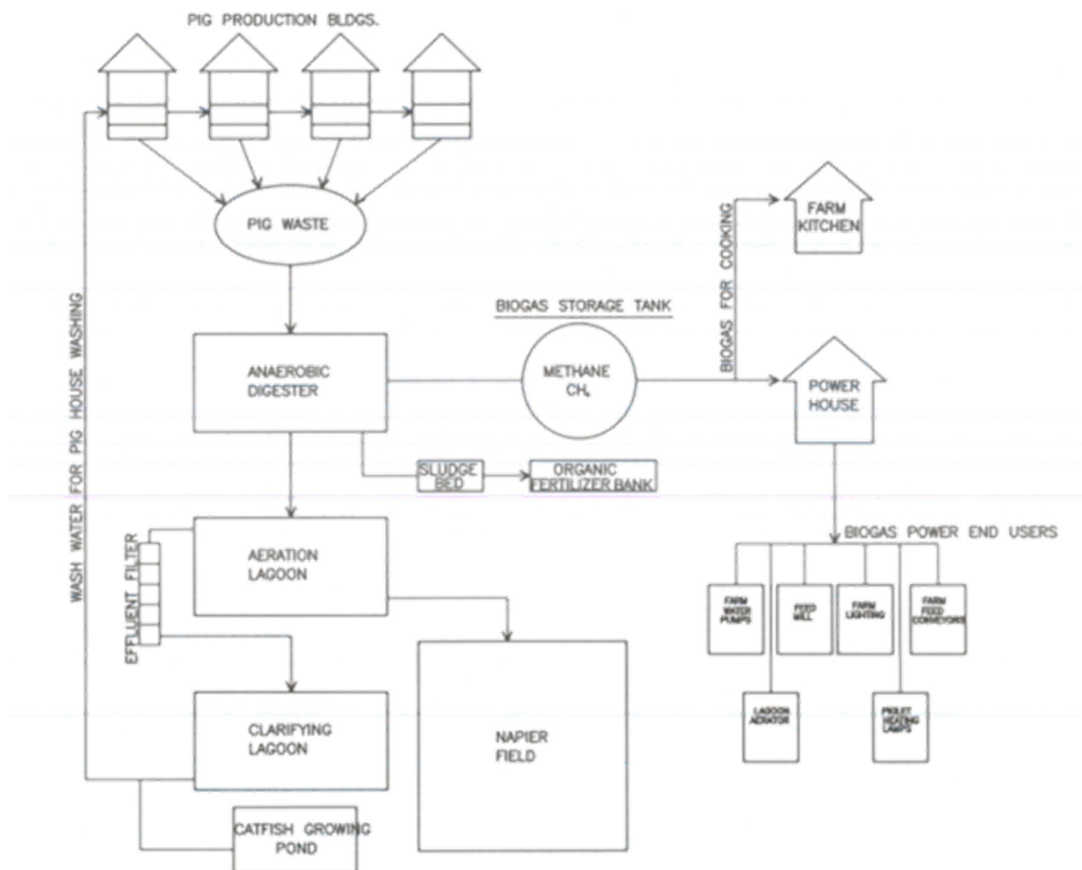 PIG PRODUCTION BLDGS.
PIG WASTE
WASH WATER FOR PIG HOUSE WASHING
ANAEROBIC
DIGESTER
BIOGAS STORAGE TANK
METHANE
CH₄
BIOGAS FOR COOKING
FARM
KITCHEN
POWER
HOUSE
SLUDGE
BED
ORGANIC
FERTILIZER BANK
AERATION
LAGOON
EFFLUENT FILTER
BIOGAS POWER END USERS
FARM
WATER
PUMPS
FEED
MILL
FARM
LIGHTING
FARM
FEED
CONVEYORS
LAGOON
AERATOR
PIGLET
HEATING
LAMPS
CLARIFYING
LAGOON
NAPIER
FIELD
CATFISH GROWING
POND